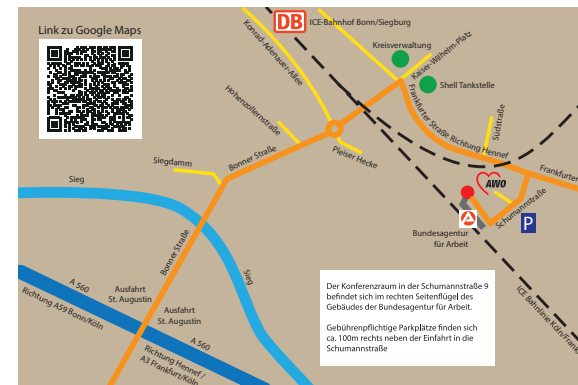 Link zu Google Maps
DB
ICE-Bahnhof Bonn/Siegburg
Konrad-Adenauer-Allee
Kreisverwaltung
Kaiser-Wilhelm-Platz
Shell Tankstelle
Hohenzollernstraße
Frankfurter Straße Richtung Hennef
Südstraße
Pleiser Hecke
Bonner Straße
Siegdamm
Sieg
Frankfurter
AWO
Schumannstraße
P
Bundesagentur
für Arbeit
Bonner Straße
Sieg
A 560
Richtung A59 Bonn/Köln
Ausfahrt
St. Augustin
Ausfahrt
St. Augustin
A 560
Richtung Hennef /
A3 Frankfurt/Köln
ICE Bahnlinie Köln/Frank
Der Konferenzraum in der Schumannstraße 9
befindet sich im rechten Seitenflügel des
Gebäudes der Bundesagentur für Arbeit.
Gebührenpflichtige Parkplätze finden sich
ca. 100m rechts neben der Einfahrt in die
Schumannstraße